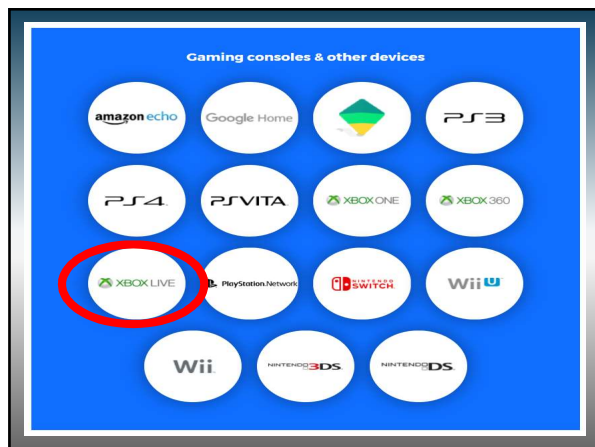 Gaming consoles & other devices
amazon echo
Google Home
PS3
PS4
PSVITA
XBOX ONE
XBOX 360
XBOX LIVE
PlayStation.Network
NINTENDO SWITCH
Wii U
Wii
NINTENDO 3DS
NINTENDO DS